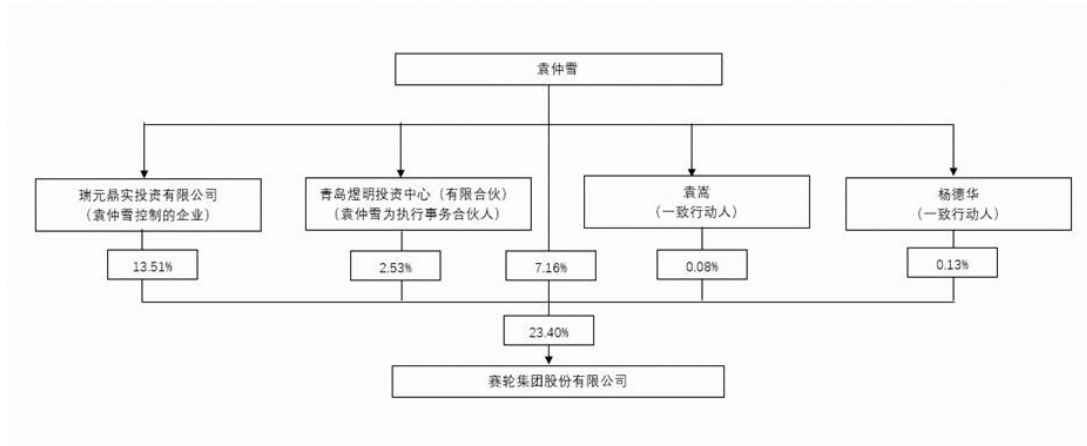 袁仲雪
瑞元鼎实投资有限公司
（袁仲雪控制的企业）
青岛煜明投资中心（有限合伙）
（袁仲雪为执行事务合伙人）
袁嵩
（一致行动人）
杨德华
（一致行动人）
13.51%
2.53%
7.16%
0.08%
0.13%
23.40%
赛轮集团股份有限公司